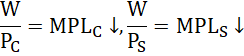 W/P_C = MPL_C ↓, W/P_S = MPL_S ↓